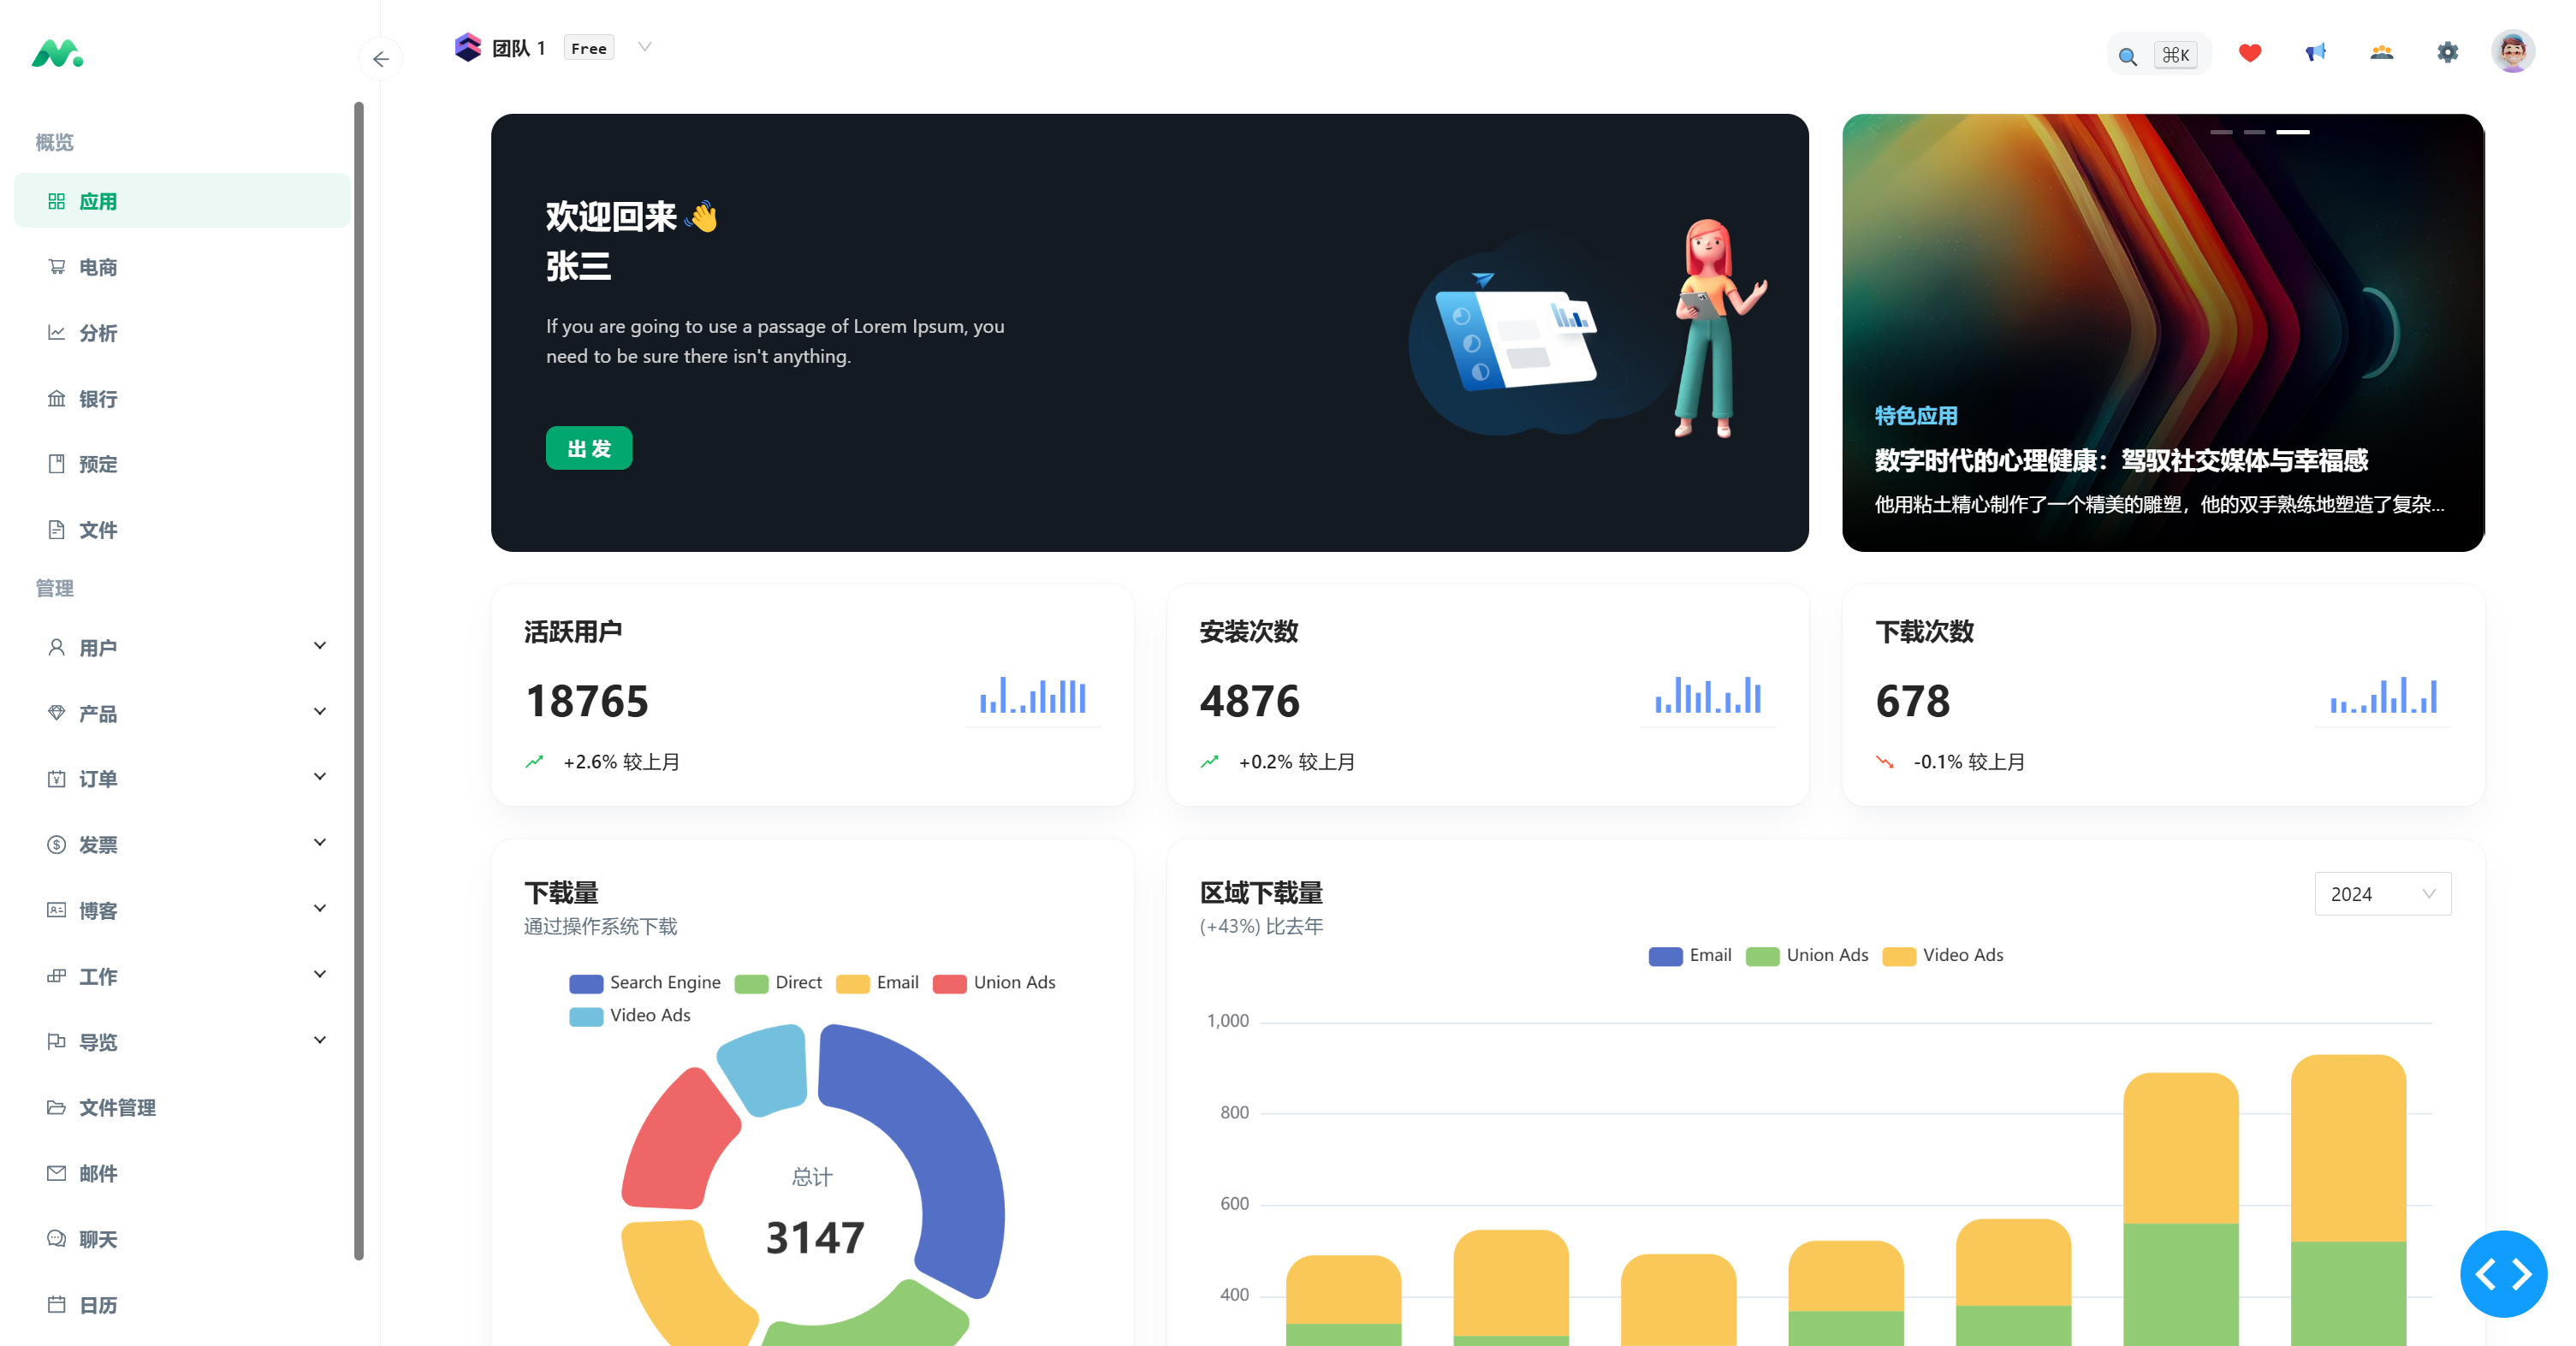 团队 1 Free
⌘K
概览
应用
电商
分析
银行
预定
文件
管理
用户
产品
订单
发票
博客
工作
导览
文件管理
邮件
聊天
日历
欢迎回来 👋
张三
If you are going to use a passage of Lorem Ipsum, you
need to be sure there isn't anything.
出 发
特色应用
数字时代的心理健康：驾驭社交媒体与幸福感
他用粘土精心制作了一个精美的雕塑，他的双手熟练地塑造了复杂...
活跃用户
18765
+2.6% 较上月
安装次数
4876
+0.2% 较上月
下载次数
678
-0.1% 较上月
下载量
通过操作系统下载
Search Engine Direct Email Union Ads
Video Ads
总计
3147
区域下载量
(+43%) 比去年
2024
Email Union Ads Video Ads
1,000
800
600
400